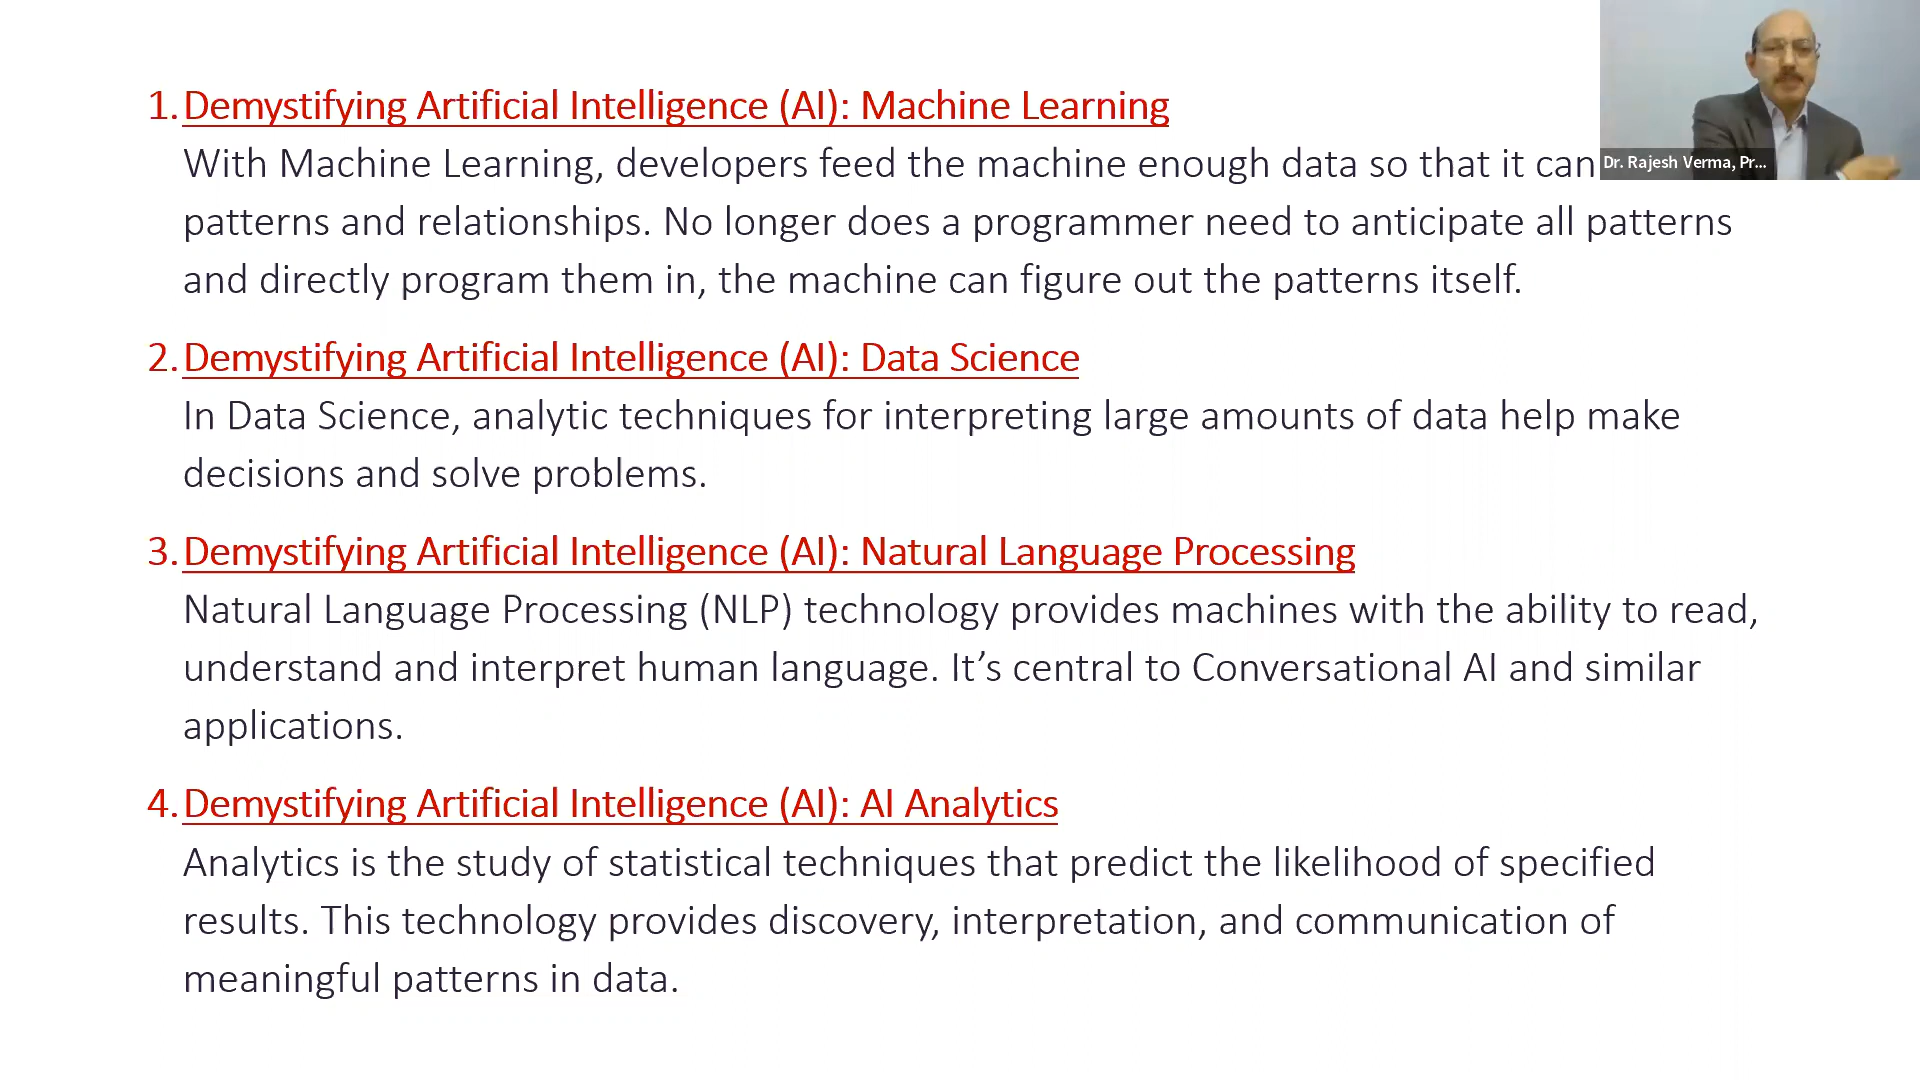 1. Demystifying Artificial Intelligence (AI): Machine Learning
With Machine Learning, developers feed the machine enough data so that it can
patterns and relationships. No longer does a programmer need to anticipate all patterns
and directly program them in, the machine can figure out the patterns itself.
2. Demystifying Artificial Intelligence (AI): Data Science
In Data Science, analytic techniques for interpreting large amounts of data help make
decisions and solve problems.
3. Demystifying Artificial Intelligence (AI): Natural Language Processing
Natural Language Processing (NLP) technology provides machines with the ability to read,
understand and interpret human language. It’s central to Conversational AI and similar
applications.
4. Demystifying Artificial Intelligence (AI): AI Analytics
Analytics is the study of statistical techniques that predict the likelihood of specified
results. This technology provides discovery, interpretation, and communication of
meaningful patterns in data.
Dr. Rajesh Verma, Pr...